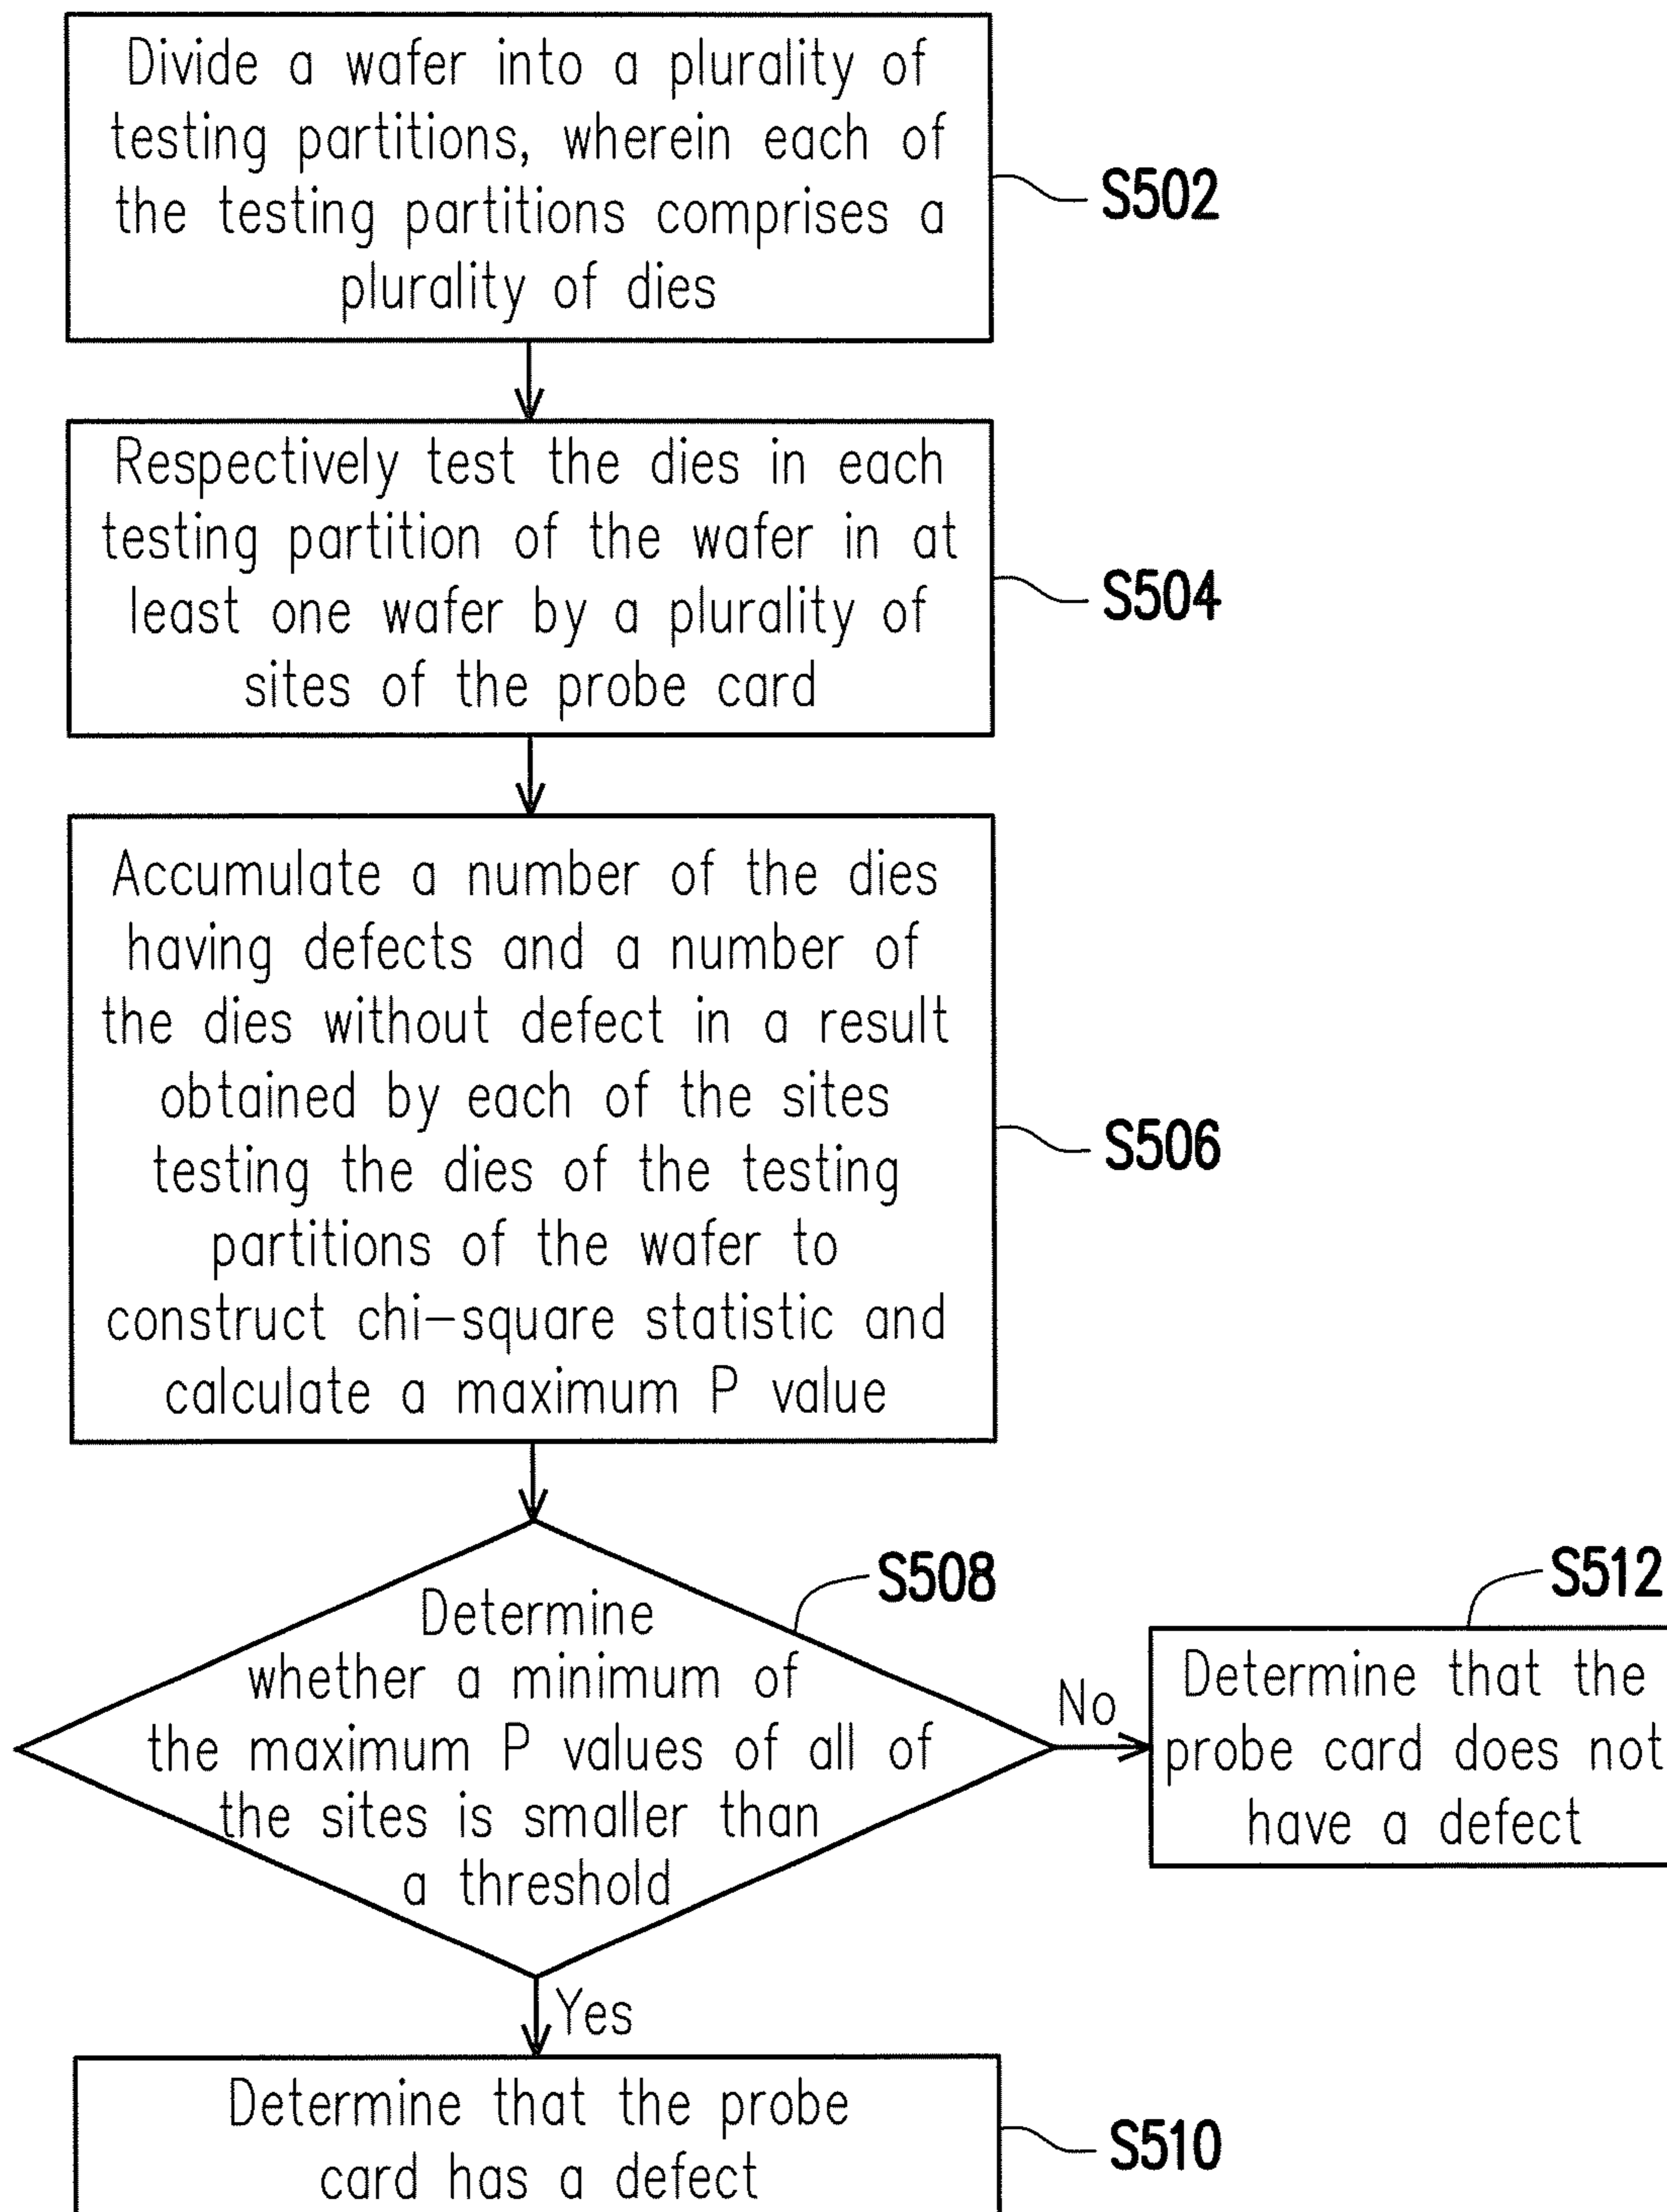 Divide a wafer into a plurality of
testing partitions, wherein each of
the testing partitions comprises a
plurality of dies
S502
Respectively test the dies in each
testing partition of the wafer in at
least one wafer by a plurality of
sites of the probe card
S504
Accumulate a number of the dies
having defects and a number of
the dies without defect in a result
obtained by each of the sites
testing the dies of the testing
partitions of the wafer to
construct chi-square statistic and
calculate a maximum P value
S506
Determine
whether a minimum of
the maximum P values of all of
the sites is smaller than
a threshold
S508
No
S512
Determine that the
probe card does not
have a defect
Yes
Determine that the probe
card has a defect
S510